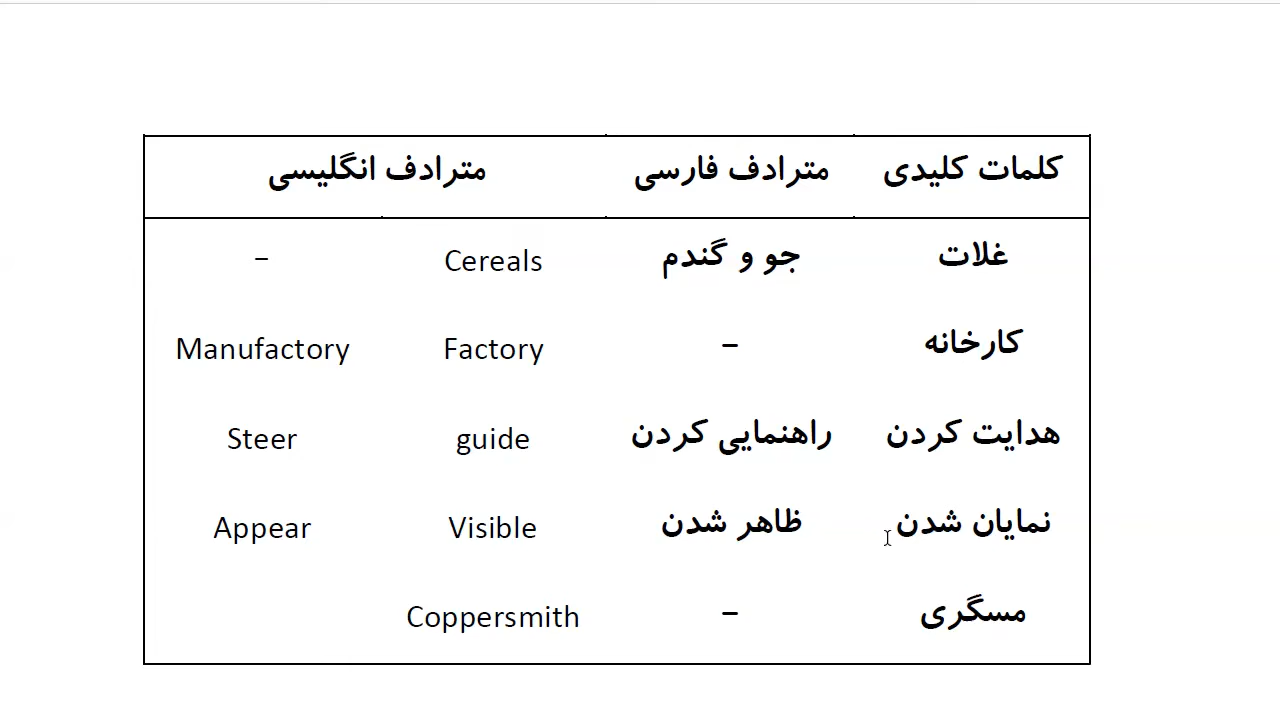 کلمات کلیدی مترادف فارسی مترادف انگلیسی
غلات جو و گندم Cereals –
کارخانه – Factory Manufactory
هدایت کردن راهنمایی کردن guide Steer
نمایان شدن ظاهر شدن Visible Appear
مسگری – Coppersmith